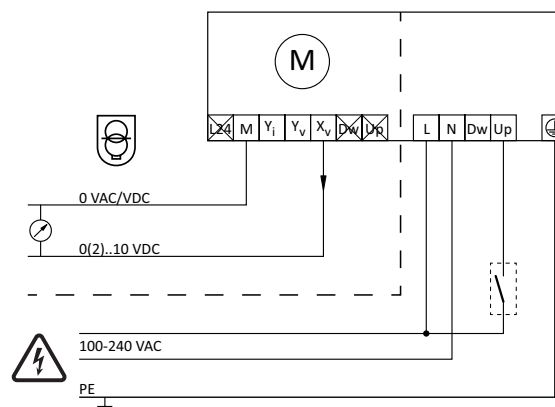 M
L24 M Yi Yv Xv Dw Up L N Dw Up
0 VAC/VDC
0(2)..10 VDC
100-240 VAC
PE